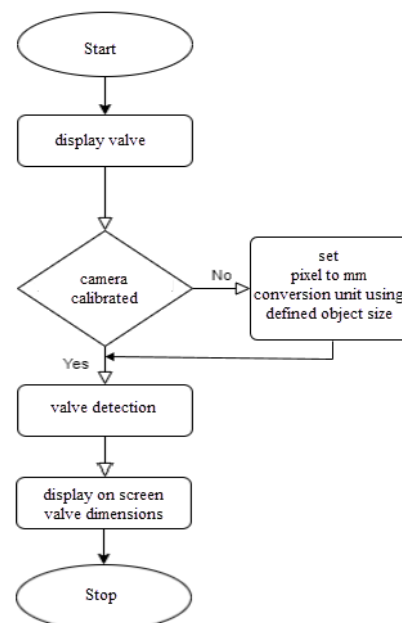 Start
display valve
camera
calibrated
No
set
pixel to mm
conversion unit using
defined object size
Yes
valve detection
display on screen
valve dimensions
Stop